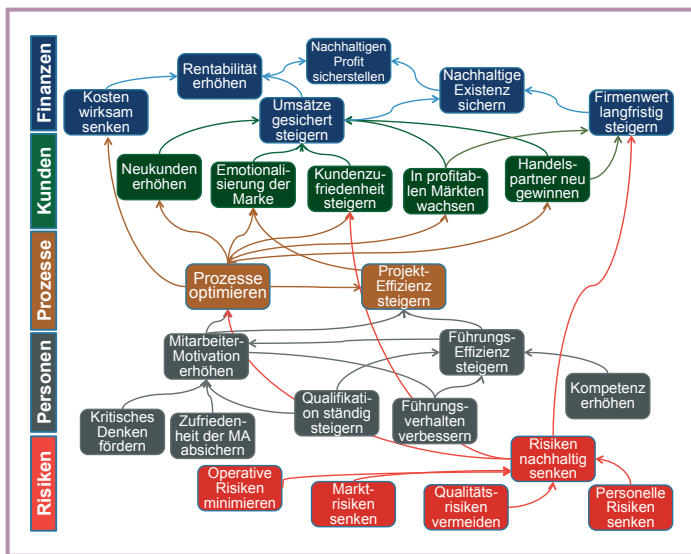 Finanzen
Kosten
wirksam
senken
Rentabilität
erhöhen
Nachhaltigen
Profit
sicherstellen
Umsätze
gesichert
steigern
Nachhaltige
Existenz
sichern
Firmenwert
langfristig
steigern
Kunden
Neukunden
erhöhen
Emotionali-
sierung der
Marke
Kundenzu-
friedenheit
steigern
In profitab-
len Märkten
wachsen
Handels-
partner neu
gewinnen
Prozesse
Prozesse
optimieren
Projekt-
Effizienz
steigern
Personen
Mitarbeiter-
Motivation
erhöhen
Führungs-
Effizienz
steigern
Kritisches
Denken
fördern
Zufrieden-
heit der MA
absichern
Qualifikati-
on ständig
steigern
Führungs-
verhalten
verbessern
Kompetenz
erhöhen
Risiken
Risiken
nachhaltig
senken
Operative
Risiken
minimieren
Markt-
risiken
senken
Qualitäts-
risiken
vermeiden
Personelle
Risiken
senken